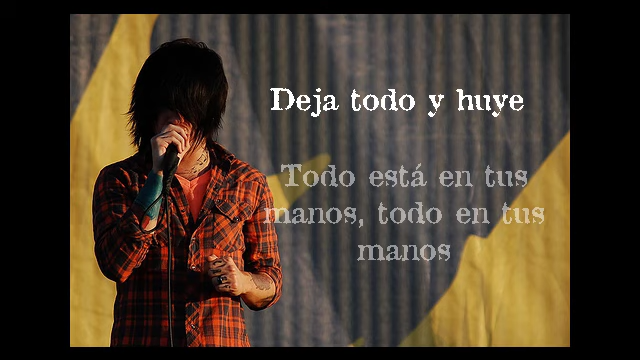 Deja todo y huye
Todo está en tus
manos, todo en tus
manos